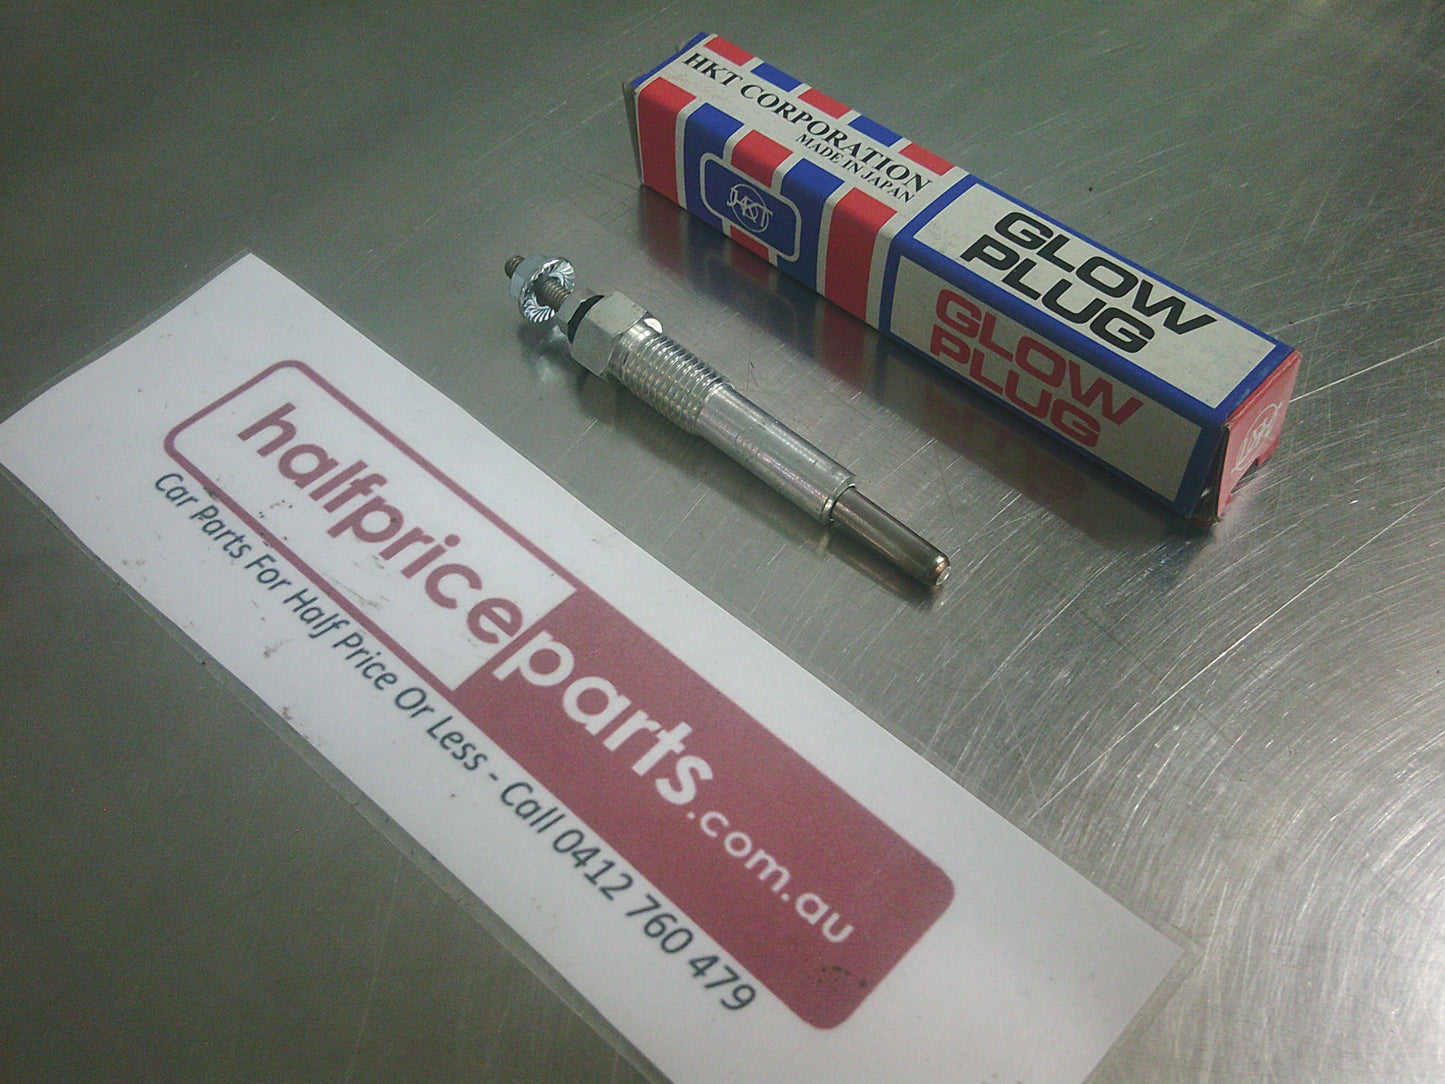 HKT CORPORATION
MADE IN JAPAN
HKT
GLOW
PLUG
GLOW
PLUG
halfpriceparts.com.au
Car Parts For Half Price Or Less - Call 0412 760 479